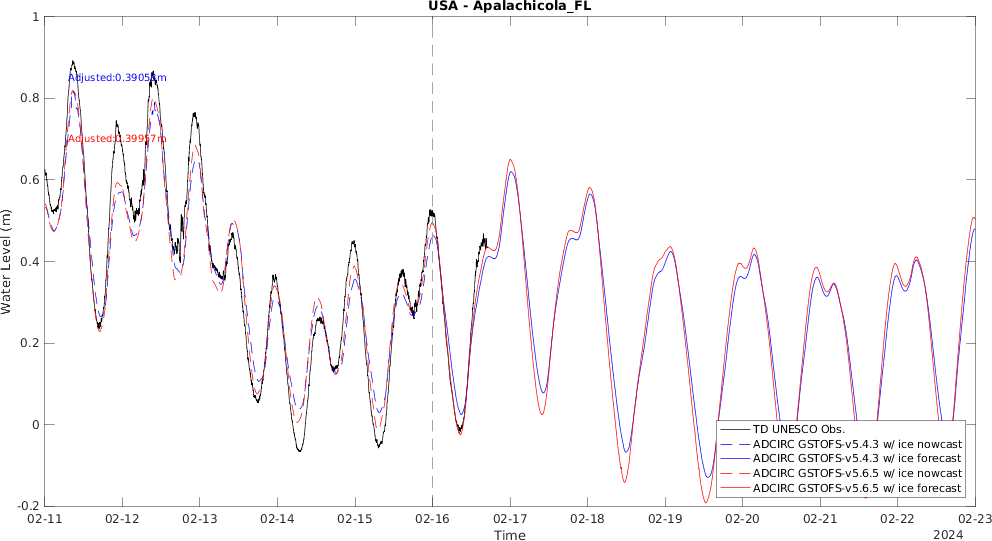 USA - Apalachicola_FL
1
0.8
0.6
0.4
0.2
0
-0.2
Water Level (m)
Adjusted:0.39053m
Adjusted:0.39957m
TD UNESCO Obs.
ADCIRC GSTOFS-v5.4.3 w/ ice nowcast
ADCIRC GSTOFS-v5.4.3 w/ ice forecast
ADCIRC GSTOFS-v5.6.5 w/ ice nowcast
ADCIRC GSTOFS-v5.6.5 w/ ice forecast
02-11 02-12 02-13 02-14 02-15 02-16 02-17 02-18 02-19 02-20 02-21 02-22 02-23
Time
2024